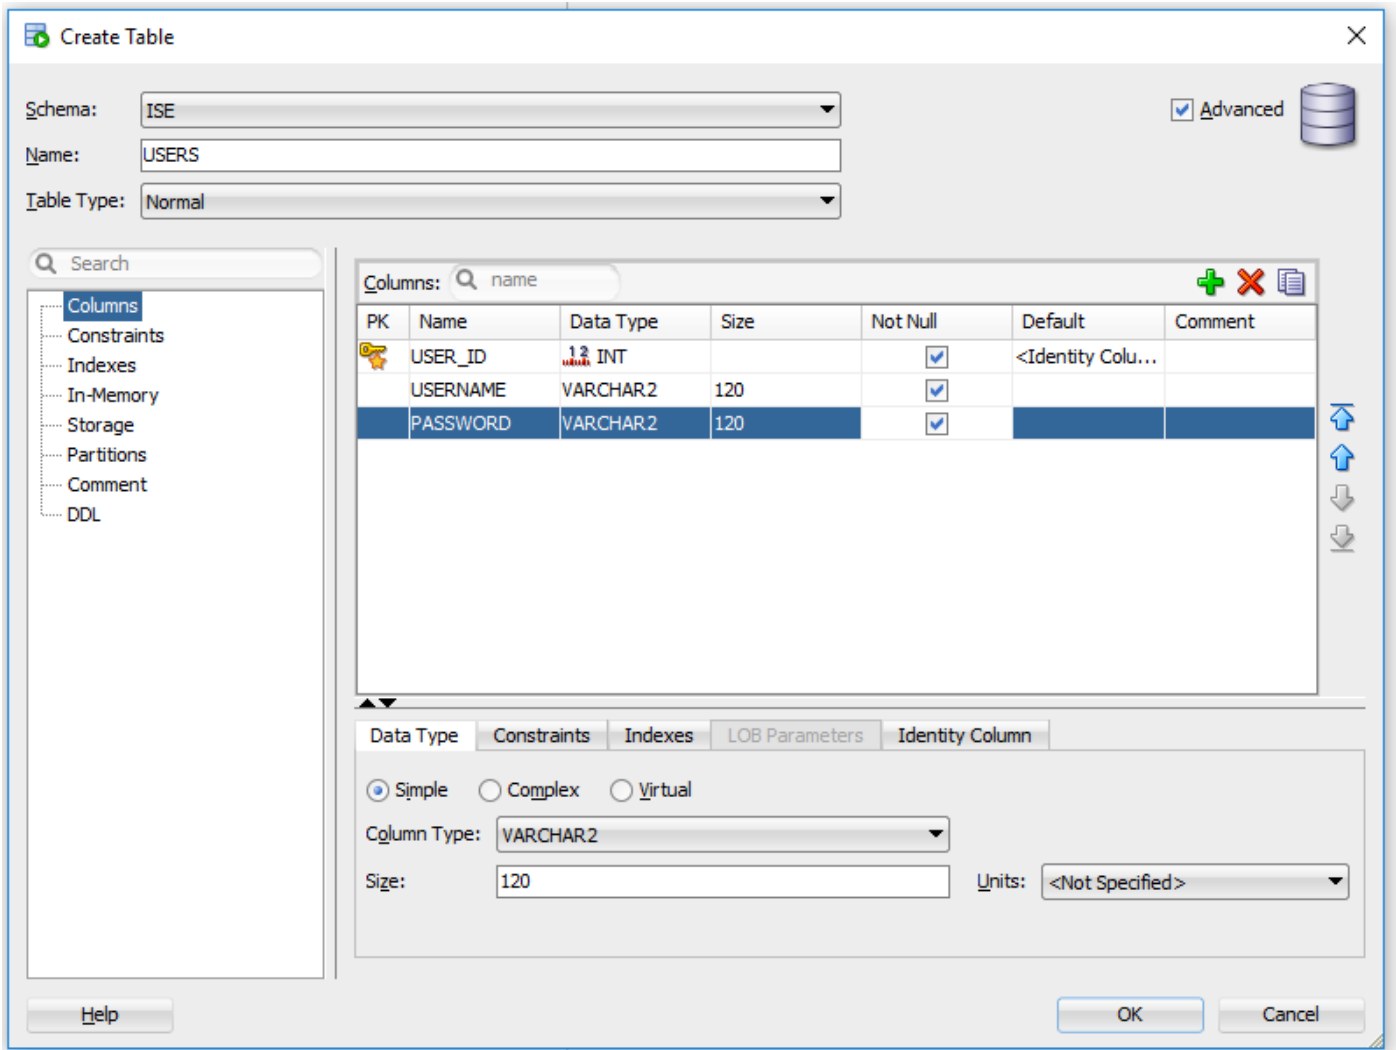 Create Table
Schema: ISE
Advanced
Name: USERS
Table Type: Normal
Search
Columns
Constraints
Indexes
In-Memory
Storage
Partitions
Comment
DDL
Columns: name
PK Name Data Type Size Not Null Default Comment
USER_ID INT <Identity Colu...
USERNAME VARCHAR2 120
PASSWORD VARCHAR2 120
Data Type Constraints Indexes LOB Parameters Identity Column
Simple Complex Virtual
Column Type: VARCHAR2
Size: 120 Units: <Not Specified>
Help OK Cancel